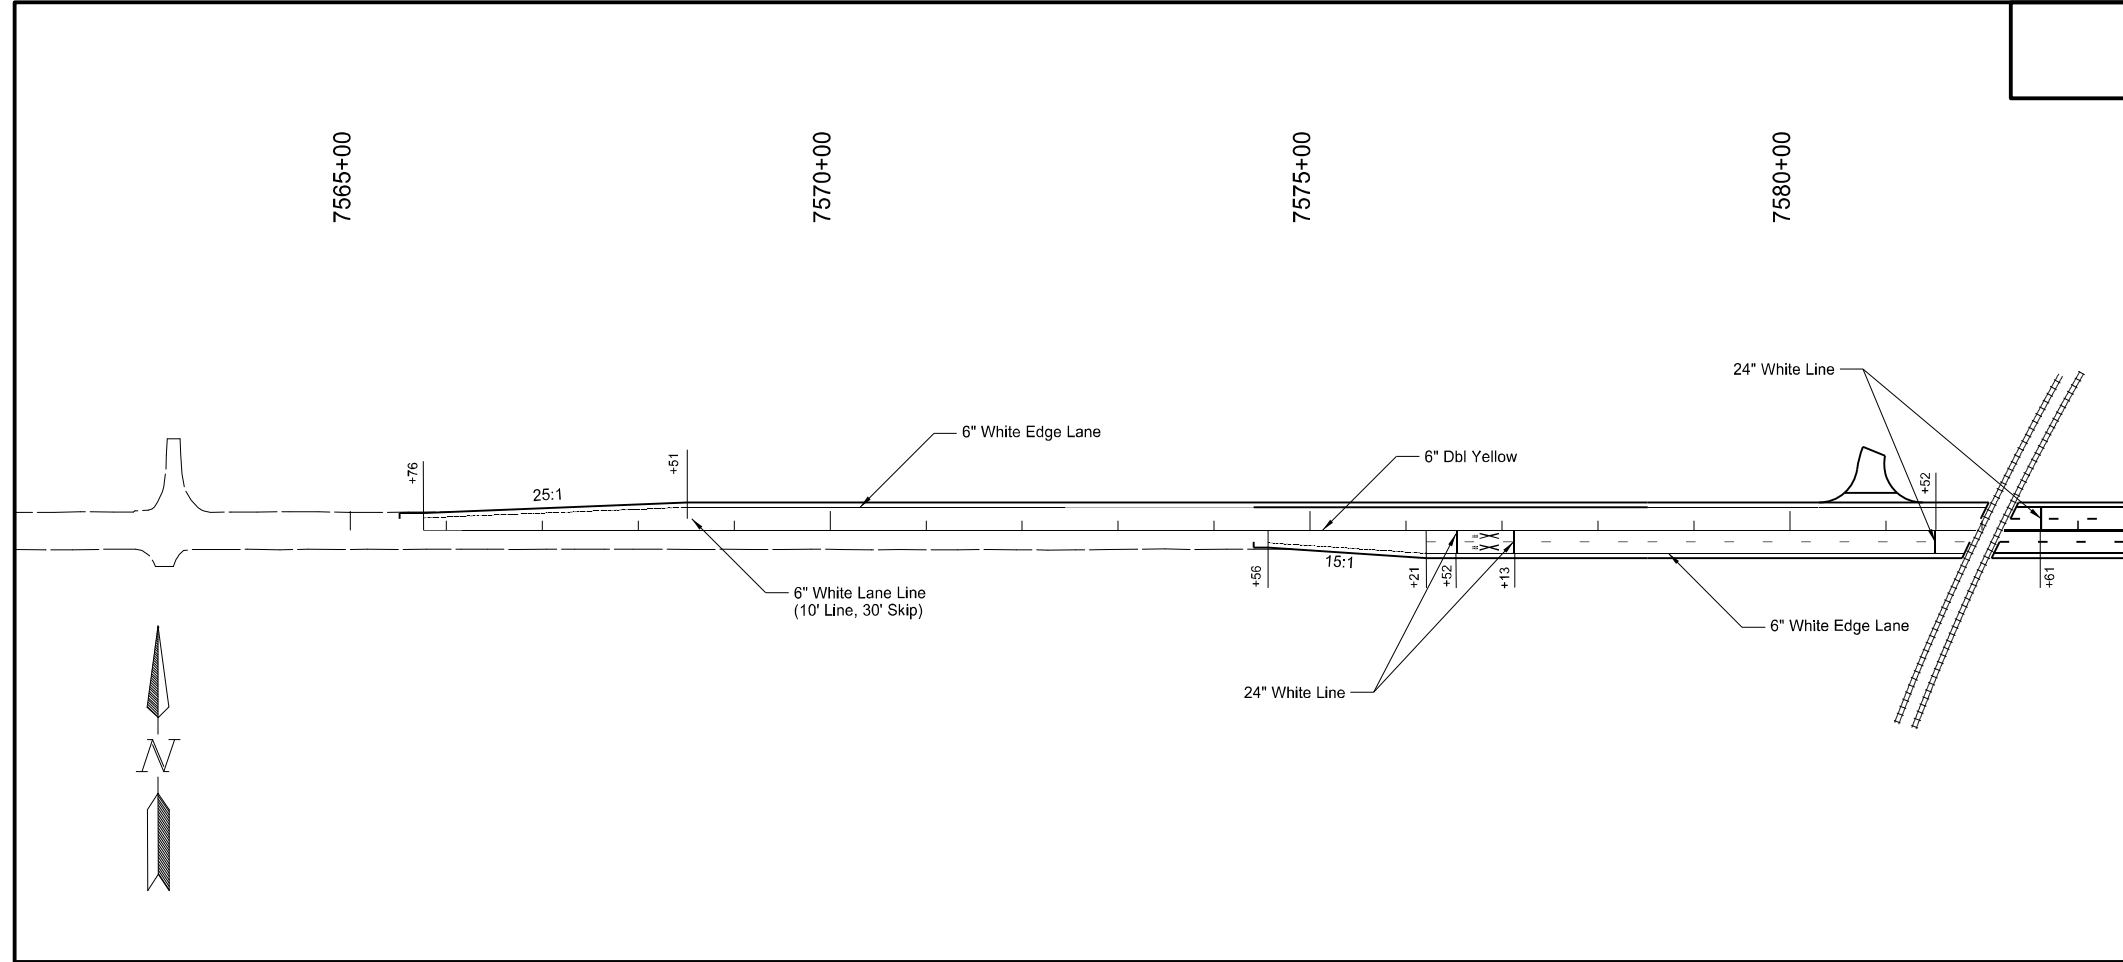 7565+00
7570+00
7575+00
7580+00
24" White Line
6" White Edge Lane
6" Dbl Yellow
+76
+51
+52
25:1
15:1
+56
+21
+52
+13
+61
6" White Lane Line
(10' Line, 30' Skip)
6" White Edge Lane
24" White Line
N